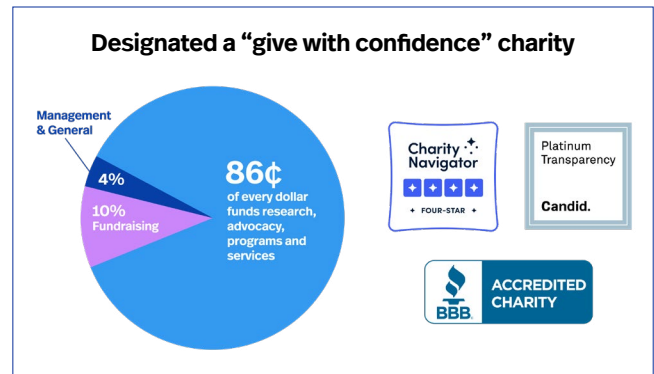 Designated a “give with confidence” charity
Management
& General
4%
10%
Fundraising
86¢
of every dollar
funds research,
advocacy,
programs and
services
Charity
Navigator
FOUR-STAR
Platinum
Transparency
Candid.
BBB.
ACCREDITED
CHARITY